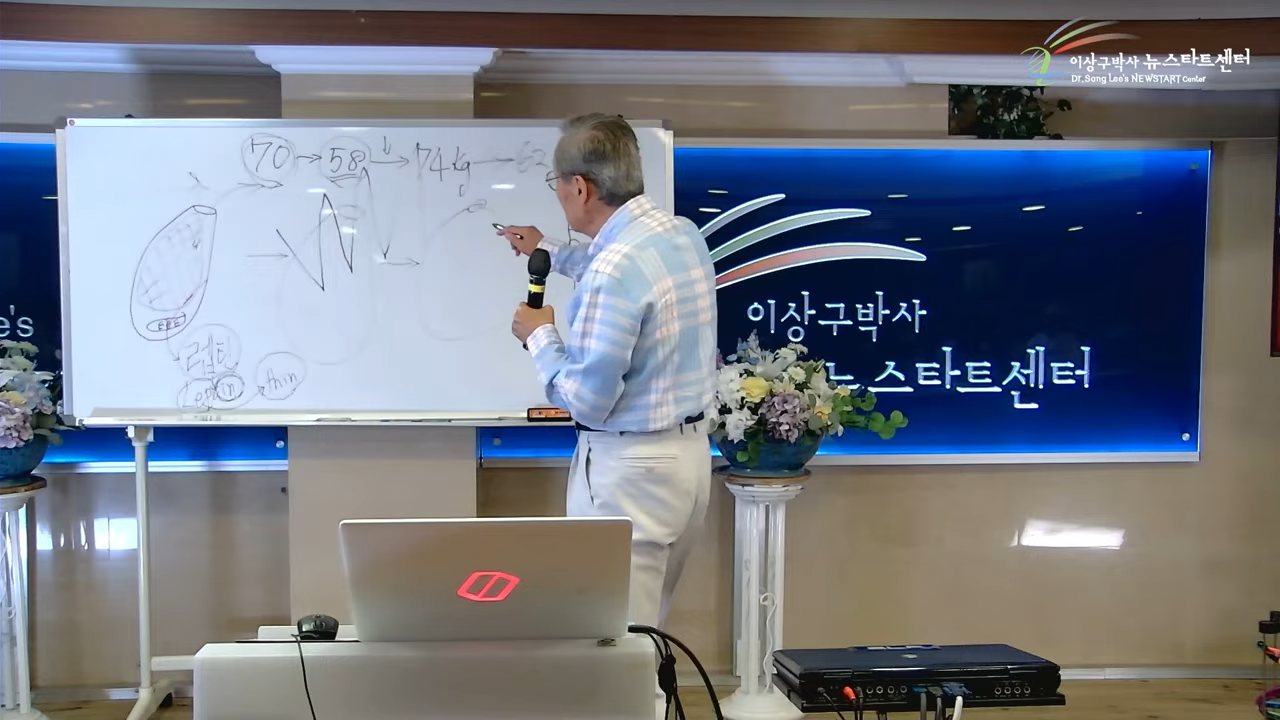 이상구박사 뉴스타트센터
Dr. Sang Lee's NEWSTART Center
70 → 58 → 74kg → 62
렙틴
Leptin → thin
e's
이상구박사
뉴스타트센터